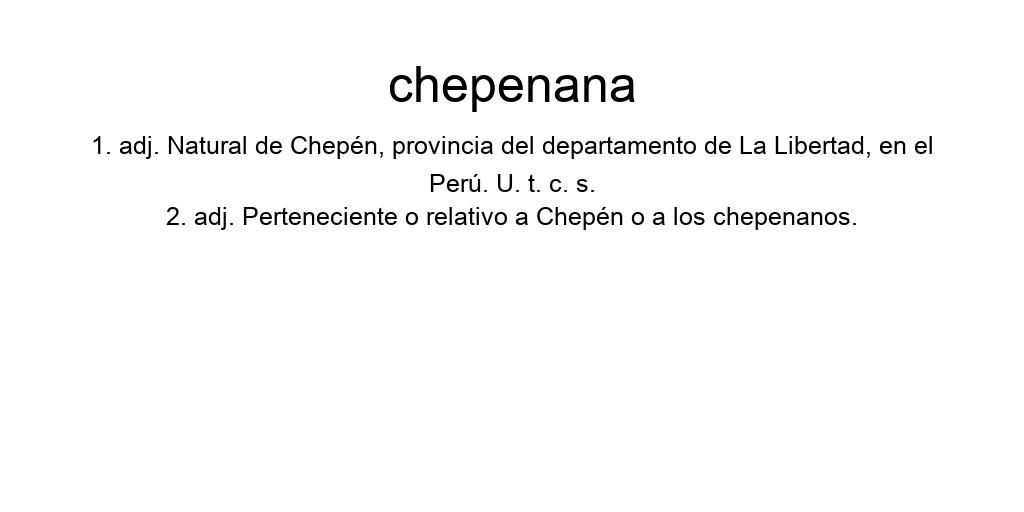 chepenana
1. adj. Natural de Chepén, provincia del departamento de La Libertad, en el
Perú. U. t. c. s.
2. adj. Perteneciente o relativo a Chepén o a los chepenanos.